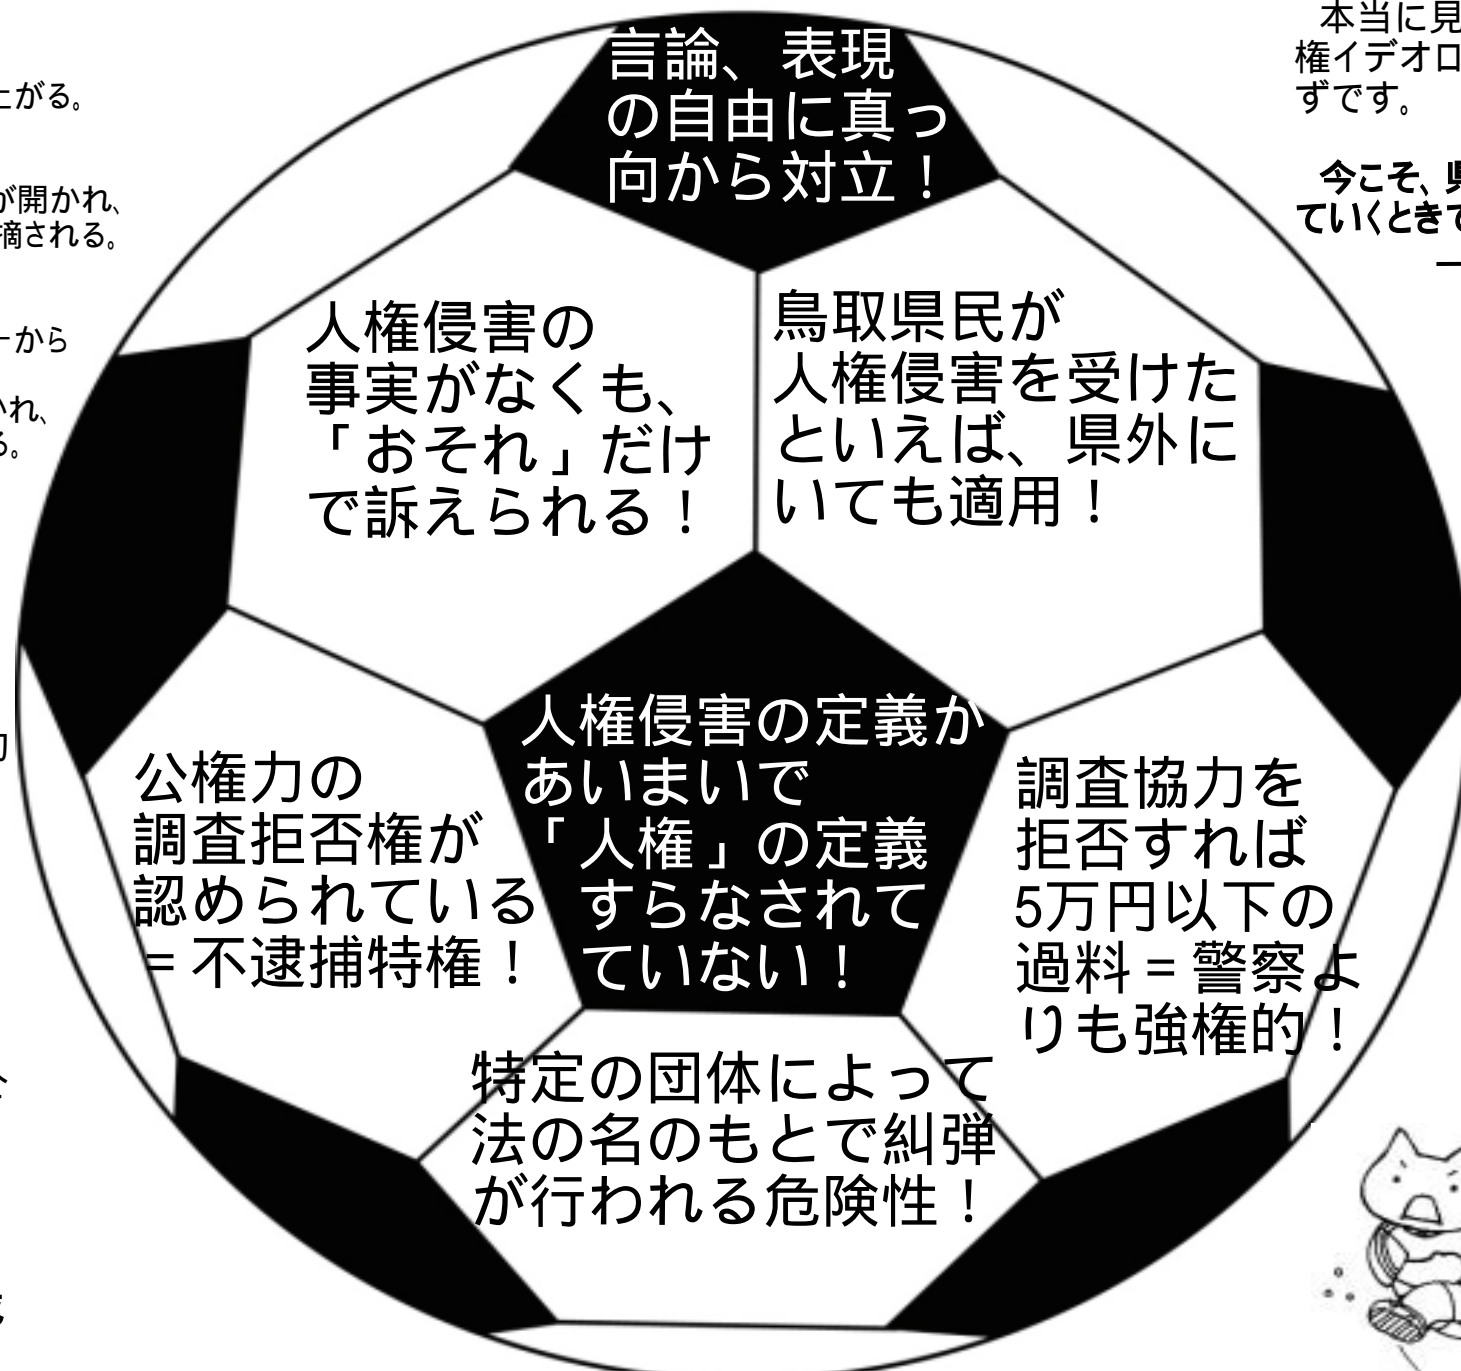 上がる。
が開かれ、
摘される。
ーから
かれ、
る。
本当に見
権イデオロ
ずです。
今こそ、県
ていくときで
言論、表現
の自由に真っ
向から対立！
人権侵害の
事実がなくも、
「おそれ」だけ
で訴えられる！
鳥取県民が
人権侵害を受けた
といえば、県外に
いても適用！
公権力の
調査拒否権が
認められている
＝不逮捕特権！
人権侵害の定義が
あいまいで
「人権」の定義
すらなされて
ていない！
調査協力を
拒否すれば
5万円以下の
過料＝警察よ
りも強権的！
特定の団体によって
法の名のもとで糾弾
が行われる危険性！